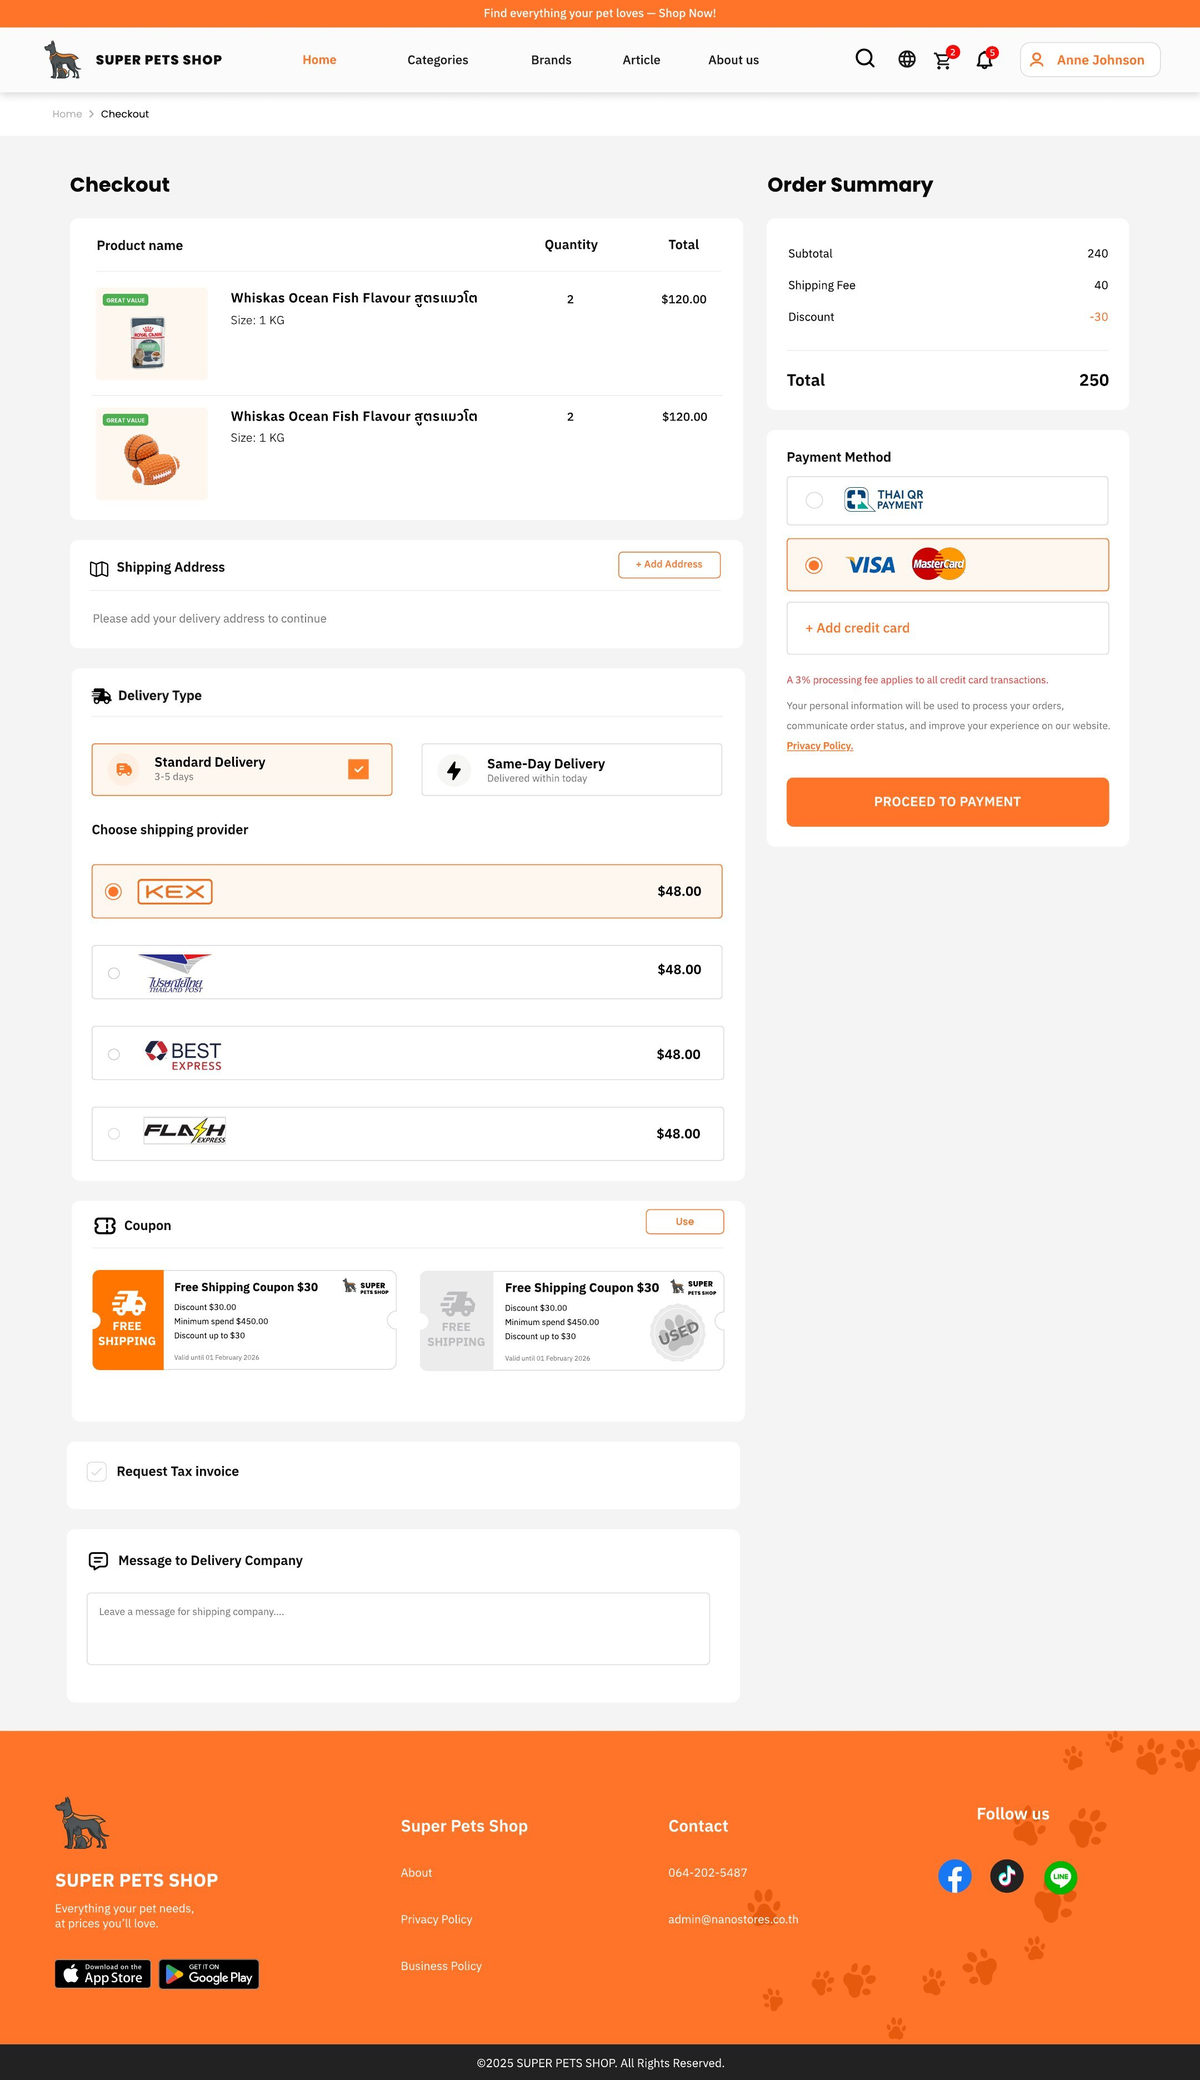 Find everything your pet loves — Shop Now!
SUPER PETS SHOP
Home
Categories
Brands
Article
About us
2
5
Anne Johnson
Home > Checkout
Checkout
Product name
Quantity
Total
GREAT VALUE
ROYAL CANIN
Whiskas Ocean Fish Flavour สูตรแมวโต
Size: 1 KG
2
$120.00
GREAT VALUE
Whiskas Ocean Fish Flavour สูตรแมวโต
Size: 1 KG
2
$120.00
Shipping Address
+ Add Address
Please add your delivery address to continue
Delivery Type
Standard Delivery
3-5 days
Same-Day Delivery
Delivered within today
Choose shipping provider
KEX
$48.00
ไปรษณีย์ไทย
THAILAND POST
$48.00
BEST
EXPRESS
$48.00
FLASH
EXPRESS
$48.00
Coupon
Use
FREE
SHIPPING
Free Shipping Coupon $30
Discount $30.00
Minimum spend $450.00
Discount up to $30
Valid until 01 February 2026
SUPER
PETS SHOP
FREE
SHIPPING
Free Shipping Coupon $30
Discount $30.00
Minimum spend $450.00
Discount up to $30
Valid until 01 February 2026
SUPER
PETS SHOP
USED
Request Tax invoice
Message to Delivery Company
Leave a message for shipping company....
Order Summary
Subtotal
240
Shipping Fee
40
Discount
-30
Total
250
Payment Method
THAI QR
PAYMENT
VISA
MasterCard
+ Add credit card
A 3% processing fee applies to all credit card transactions.
Your personal information will be used to process your orders,
communicate order status, and improve your experience on our website.
Privacy Policy.
PROCEED TO PAYMENT
SUPER PETS SHOP
Everything your pet needs,
at prices you'll love.
Download on the
App Store
GET IT ON
Google Play
Super Pets Shop
About
Privacy Policy
Business Policy
Contact
064-202-5487
admin@nanostores.co.th
Follow us
LINE
©2025 SUPER PETS SHOP. All Rights Reserved.